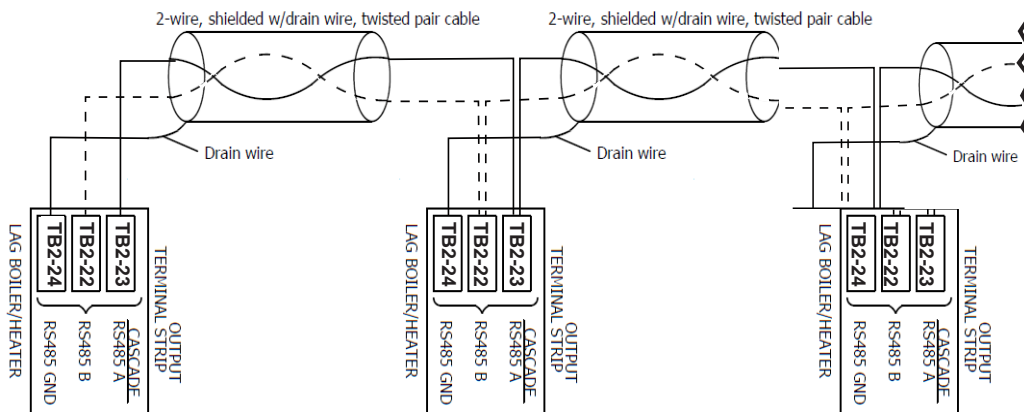 2-wire, shielded w/drain wire, twisted pair cable
2-wire, shielded w/drain wire, twisted pair cable
Drain wire
Drain wire
Drain wire
LAG BOILER/HEATER
TB2-24
TB2-22
TB2-23
RS485 GND
RS485 B
RS485 A
CASCADE
OUTPUT
TERMINAL STRIP
LAG BOILER/HEATER
TB2-24
TB2-22
TB2-23
RS485 GND
RS485 B
RS485 A
CASCADE
OUTPUT
TERMINAL STRIP
LAG BOILER/HEATER
TB2-24
TB2-22
TB2-23
RS485 GND
RS485 B
RS485 A
CASCADE
OUTPUT
TERMINAL STRIP